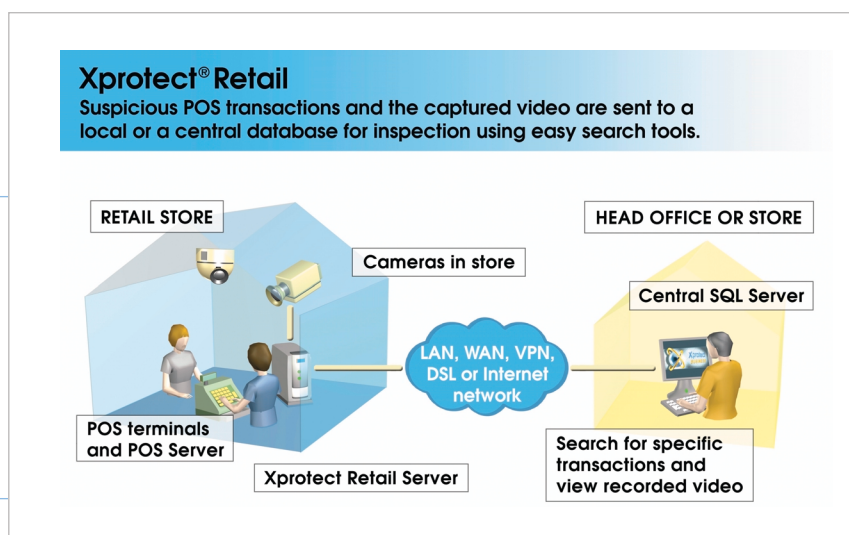 Xprotect® Retail
Suspicious POS transactions and the captured video are sent to a
local or a central database for inspection using easy search tools.
RETAIL STORE
HEAD OFFICE OR STORE
Cameras in store
Central SQL Server
LAN, WAN, VPN,
DSL or Internet
network
Xprotect
POS terminals
and POS Server
Xprotect Retail Server
Search for specific
transactions and
view recorded video